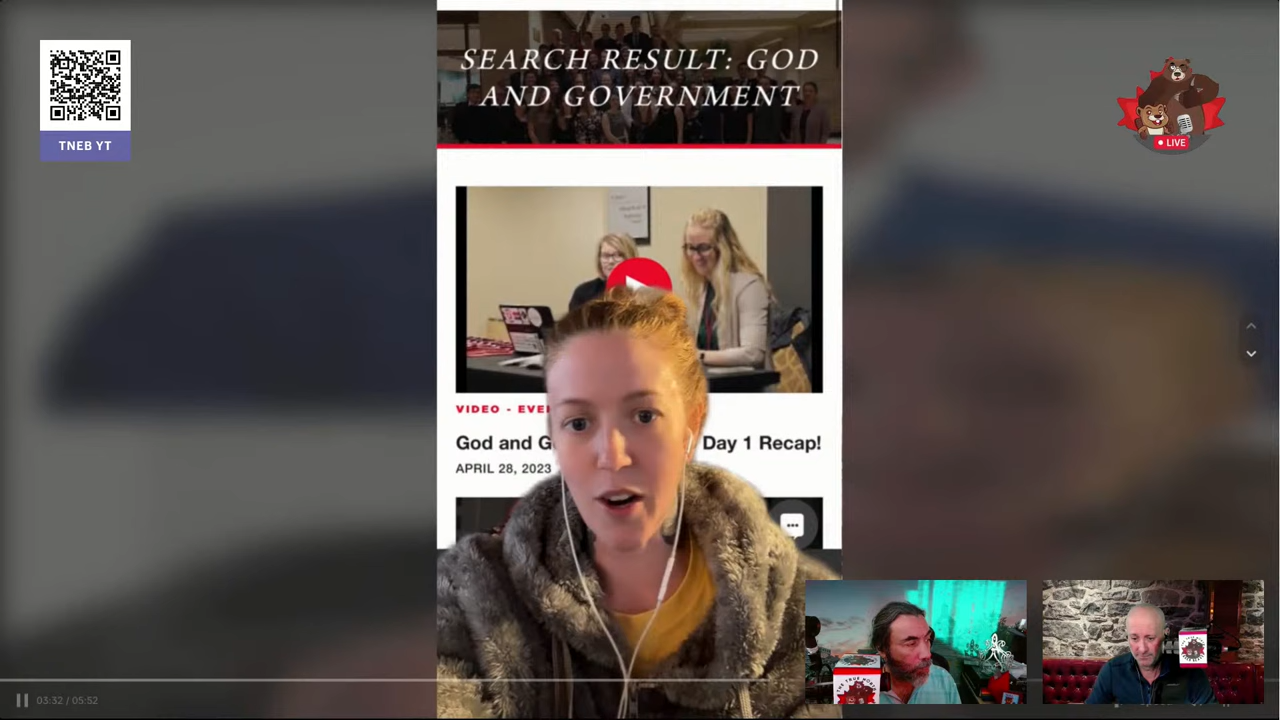 SEARCH RESULT: GOD
AND GOVERNMENT
TNEB YT
LIVE
VIDEO - EVE
God and G Day 1 Recap!
APRIL 28, 2023
03:32 / 05:52